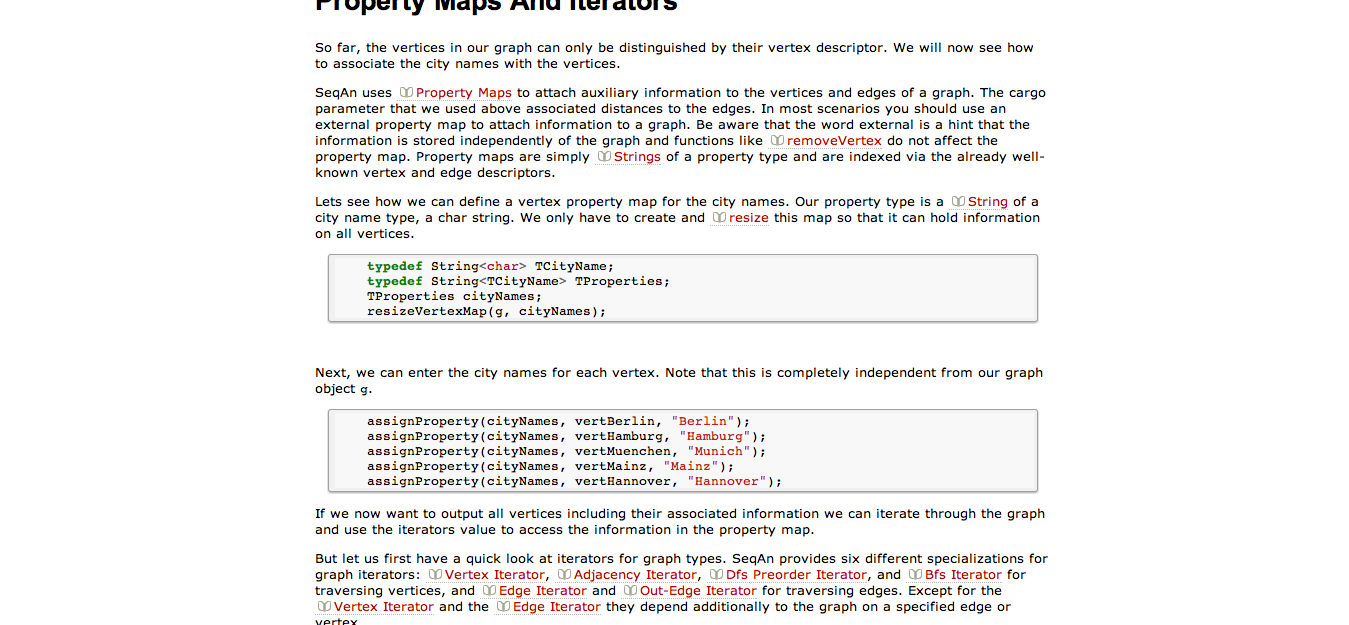 Property Maps And Iterators
So far, the vertices in our graph can only be distinguished by their vertex descriptor. We will now see how
to associate the city names with the vertices.
SeqAn uses Property Maps to attach auxiliary information to the vertices and edges of a graph. The cargo
parameter that we used above associated distances to the edges. In most scenarios you should use an
external property map to attach information to a graph. Be aware that the word external is a hint that the
information is stored independently of the graph and functions like removeVertex do not affect the
property map. Property maps are simply Strings of a property type and are indexed via the already well-
known vertex and edge descriptors.
Lets see how we can define a vertex property map for the city names. Our property type is a String of a
city name type, a char string. We only have to create and resize this map so that it can hold information
on all vertices.
typedef String<char> TCityName;
typedef String<TCityName> TProperties;
TProperties cityNames;
resizeVertexMap(g, cityNames);
Next, we can enter the city names for each vertex. Note that this is completely independent from our graph
object g.
assignProperty(cityNames, vertBerlin, "Berlin");
assignProperty(cityNames, vertHamburg, "Hamburg");
assignProperty(cityNames, vertMuenchen, "Munich");
assignProperty(cityNames, vertMainz, "Mainz");
assignProperty(cityNames, vertHannover, "Hannover");
If we now want to output all vertices including their associated information we can iterate through the graph
and use the iterators value to access the information in the property map.
But let us first have a quick look at iterators for graph types. SeqAn provides six different specializations for
graph iterators: Vertex Iterator, Adjacency Iterator, Dfs Preorder Iterator, and Bfs Iterator for
traversing vertices, and Edge Iterator and Out-Edge Iterator for traversing edges. Except for the
Vertex Iterator and the Edge Iterator they depend additionally to the graph on a specified edge or
vertex.